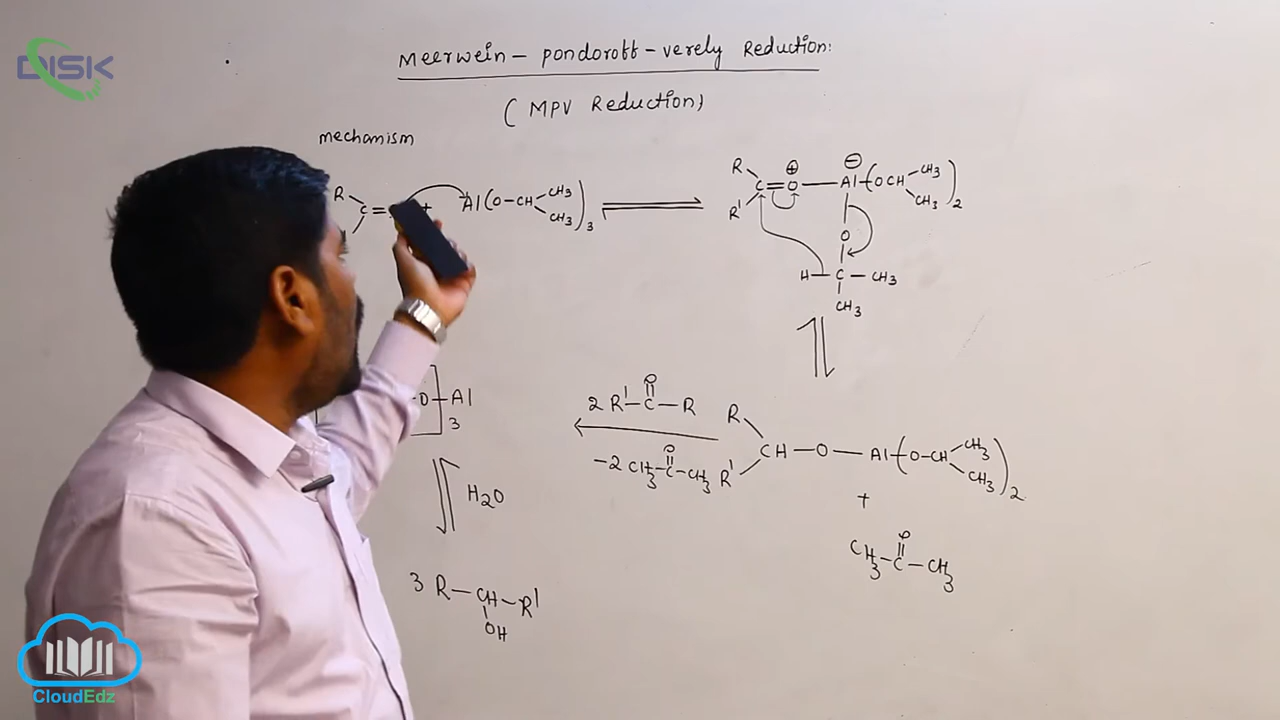 DISK
Meerwein - pondorott - verely Reduction:
(MPV Reduction)
mechanism
R
C =
+
Al(O-CH
CH3
CH3
)3
R
R'
C=O
⊕
⊖
Al-(OCH
CH3
CH3
)2
O
H-C-CH3
CH3
O-Al
]3
2 R'-C-R
O
-2 CH3-C-CH3
O
R
R'
CH-O-Al-(O-CH
CH3
CH3
)2
+
CH3-C-CH3
O
H2O
3 R-CH-R'
OH
CloudEdz